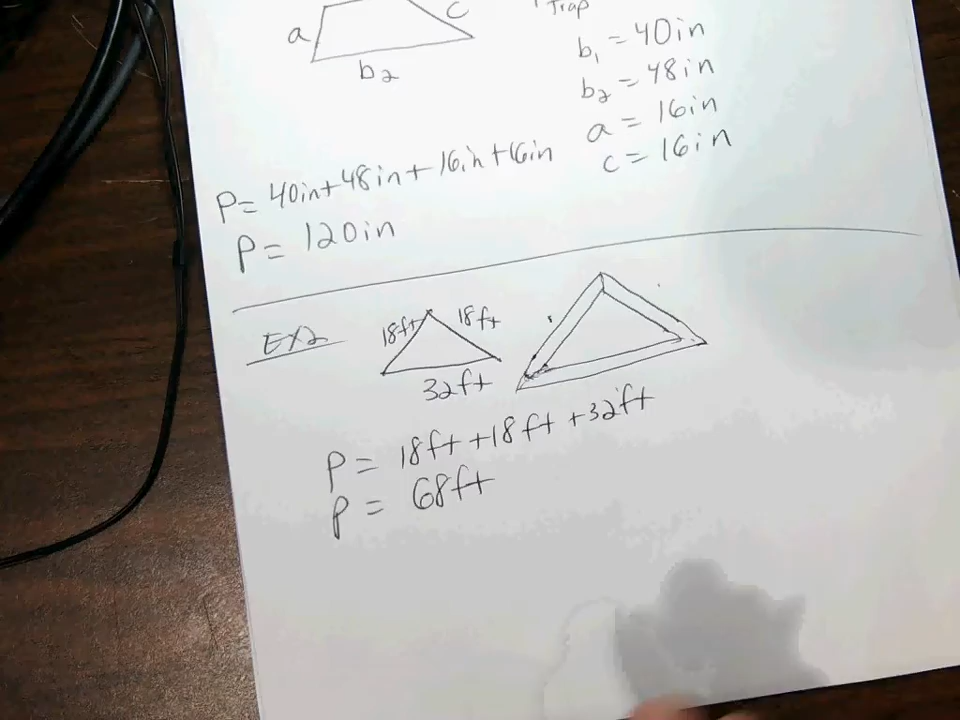 c Trap
a
b₁ = 40in
b₂
b₂ = 48in
a = 16in
c = 16in
P = 40in + 48in + 16in + 16in
P = 120in
EX2
18ft 18ft
32ft
P = 18ft + 18ft + 32ft
P = 68ft